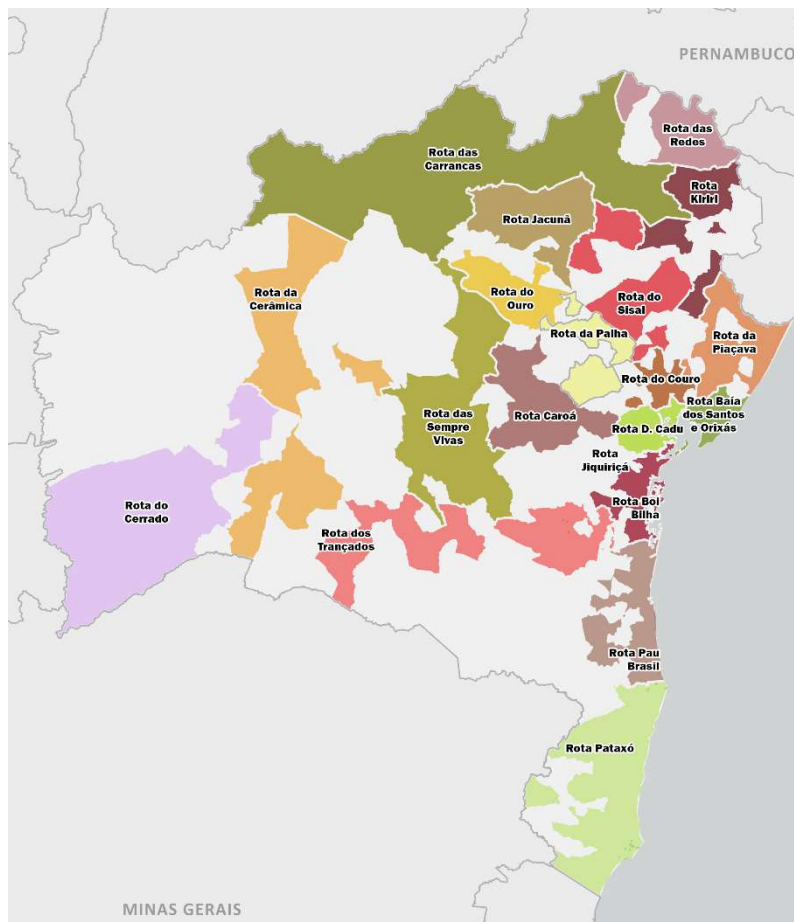 PERNAMBUCO
Rota das
Redes
Rota das
Carrancas
Rota
Kiriri
Rota Jacunã
Rota da
Cerâmica
Rota do
Ouro
Rota do
Sisal
Rota da Palha
Rota da
Piaçava
Rota do Couro
Rota Baía
dos Santos
e Orixás
Rota das
Sempre
Vivas
Rota Caroá
Rota D. Cadu
Rota
Jiquiriçá
Rota do
Cerrado
Rota Boi
Bilha
Rota dos
Trançados
Rota Pau
Brasil
Rota Pataxó
MINAS GERAIS